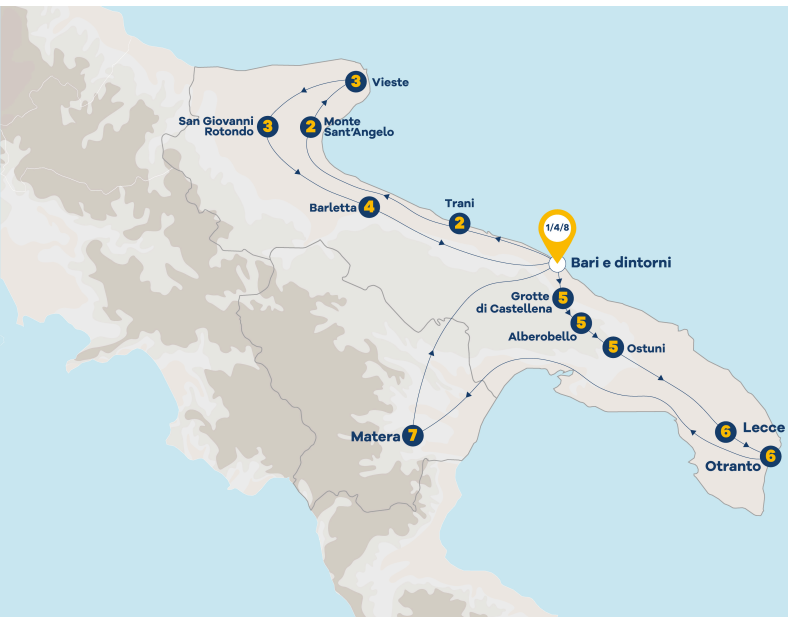 3 Vieste
San Giovanni
Rotondo 3
2 Monte
Sant'Angelo
Barletta 4
Trani
2
1/4/8
Bari e dintorni
Grotte
di Castellena 5
Alberobello 5
5 Ostuni
6 Lecce
Otranto 6
Matera 7